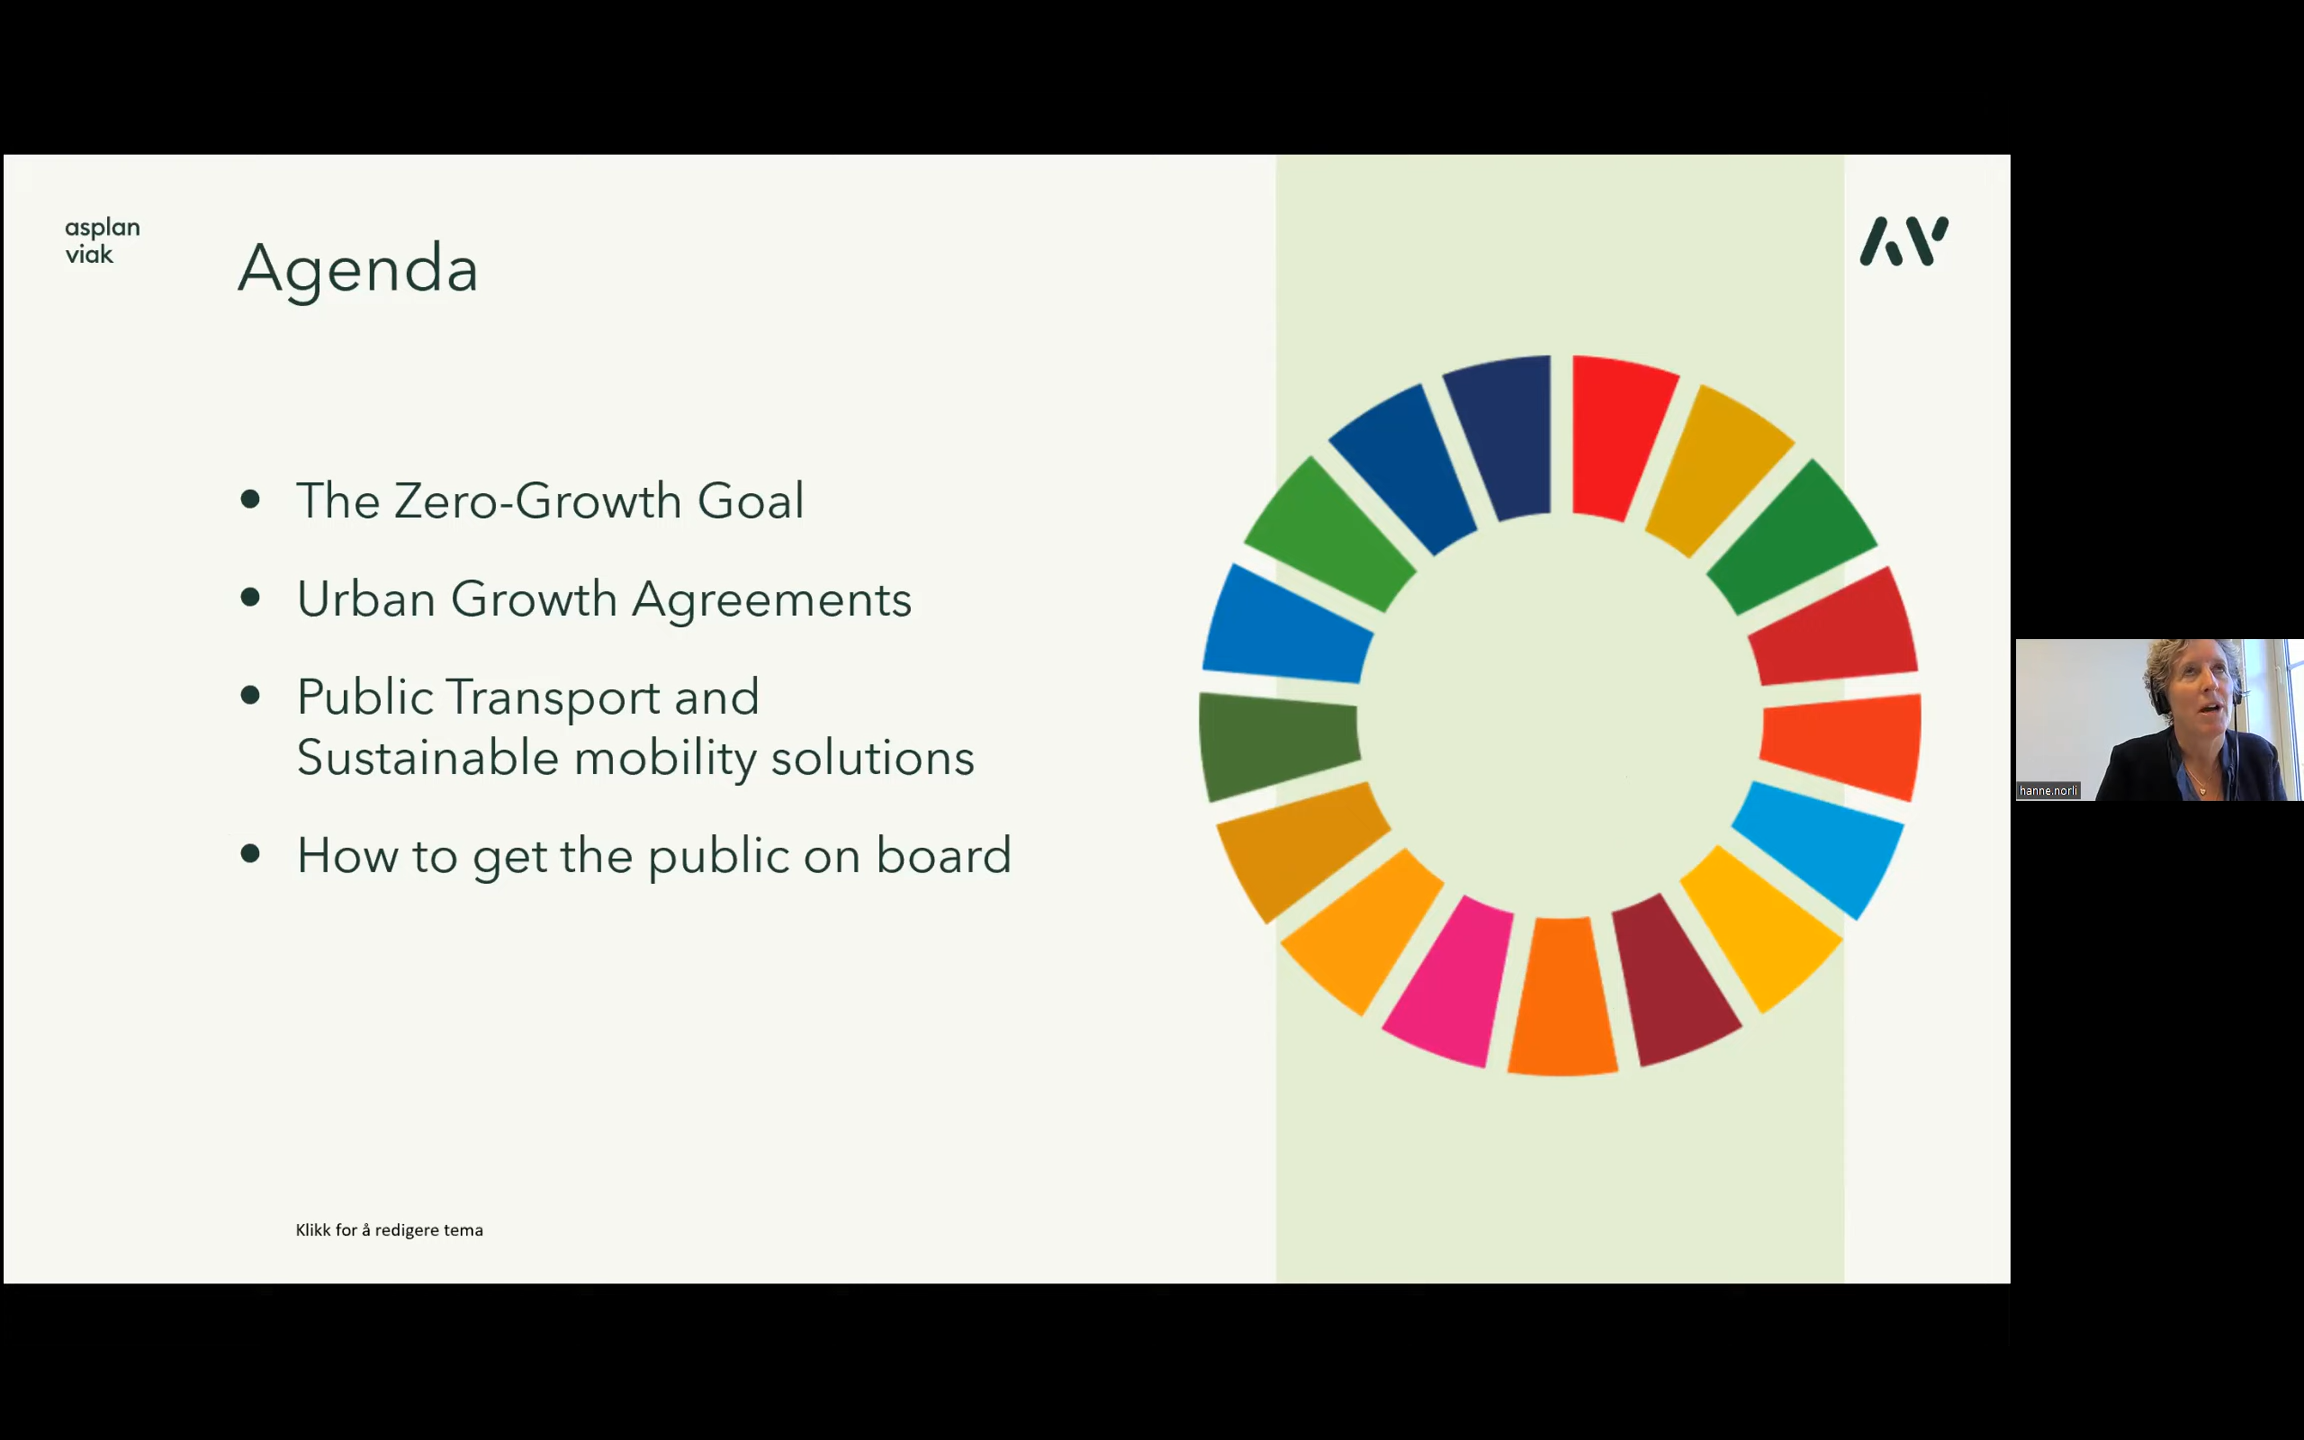 asplan
viak
Agenda
• The Zero-Growth Goal
• Urban Growth Agreements
• Public Transport and
Sustainable mobility solutions
• How to get the public on board
Klikk for å redigere tema
hanne.norli